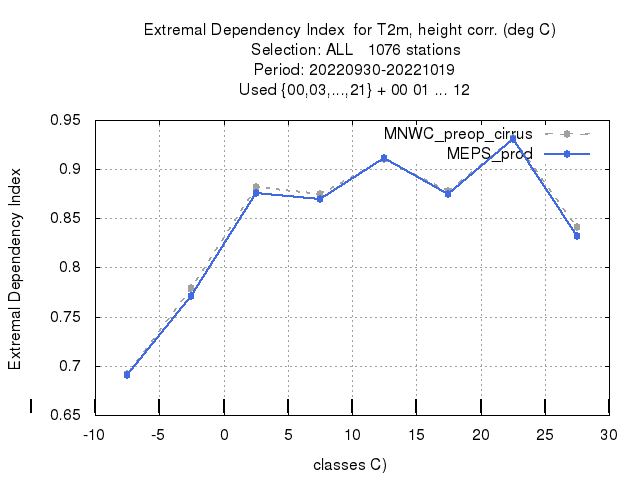 Extremal Dependency Index  for T2m, height corr. (deg C)
Selection: ALL   1076 stations
Period: 20220930-20221019
Used {00,03,...,21} + 00 01 ... 12
MNWC_preop_cirrus
MEPS_prod
Extremal Dependency Index
0.95
0.9
0.85
0.8
0.75
0.7
0.65
-10
-5
0
5
10
15
20
25
30
classes C)